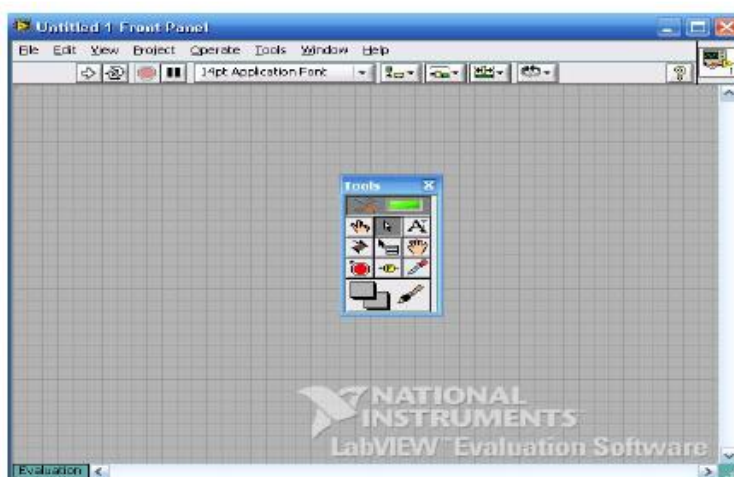 Untitled 1 Front Panel
File Edit View Project Operate Tools Window Help
14pt Application Font
Tools
A
NATIONAL
INSTRUMENTS
LabVIEW™ Evaluation Software
Evaluation